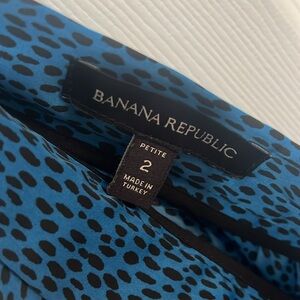 BANANA REPUBLIC
PETITE
2
MADE IN
TURKEY